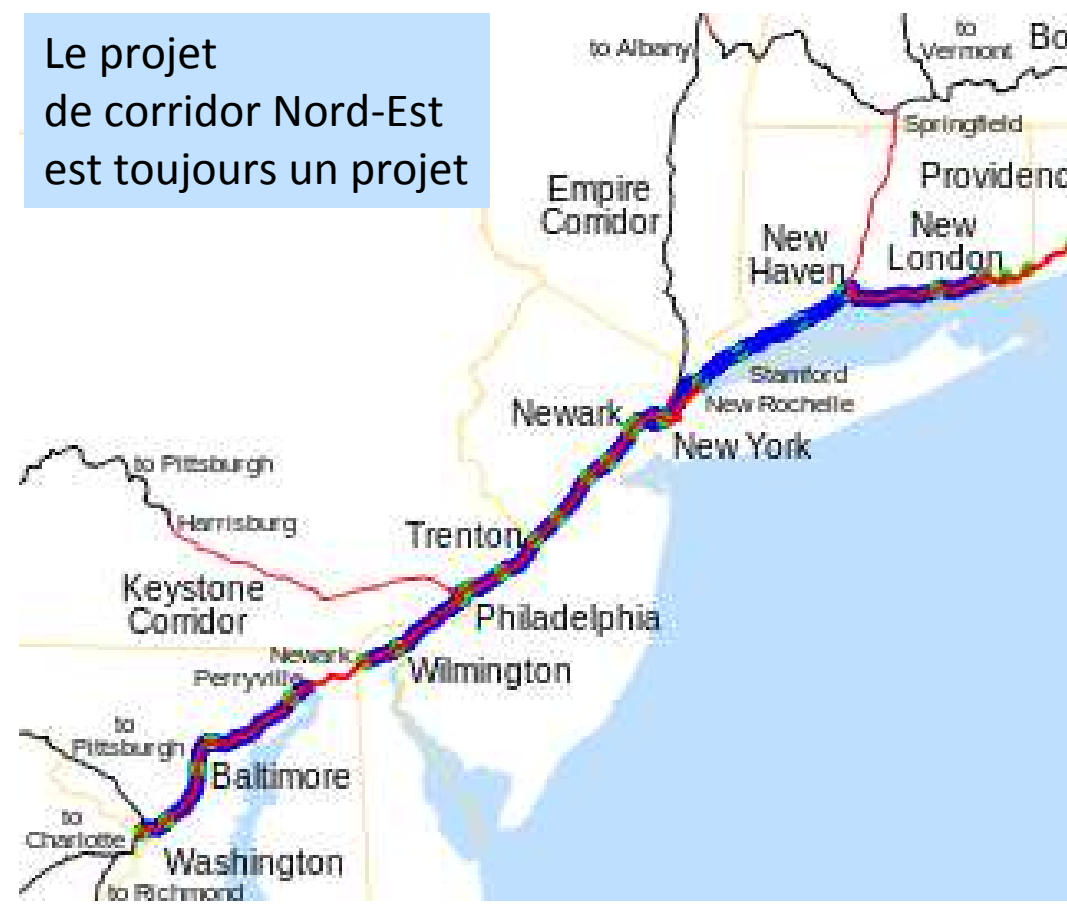 Le projet
de corridor Nord-Est
est toujours un projet
to Albany
to
Vermont
Bo
Springfield
Providenc
Empire
Corridor
New
Haven
New
London
Stamford
New Rochelle
Newark
New York
to Pittsburgh
Harrisburg
Trenton
Keystone
Corridor
Philadelphia
Newark
Perryville
Wilmington
to
Pittsburgh
Baltimore
to
Charlotte
Washington
to Richmond